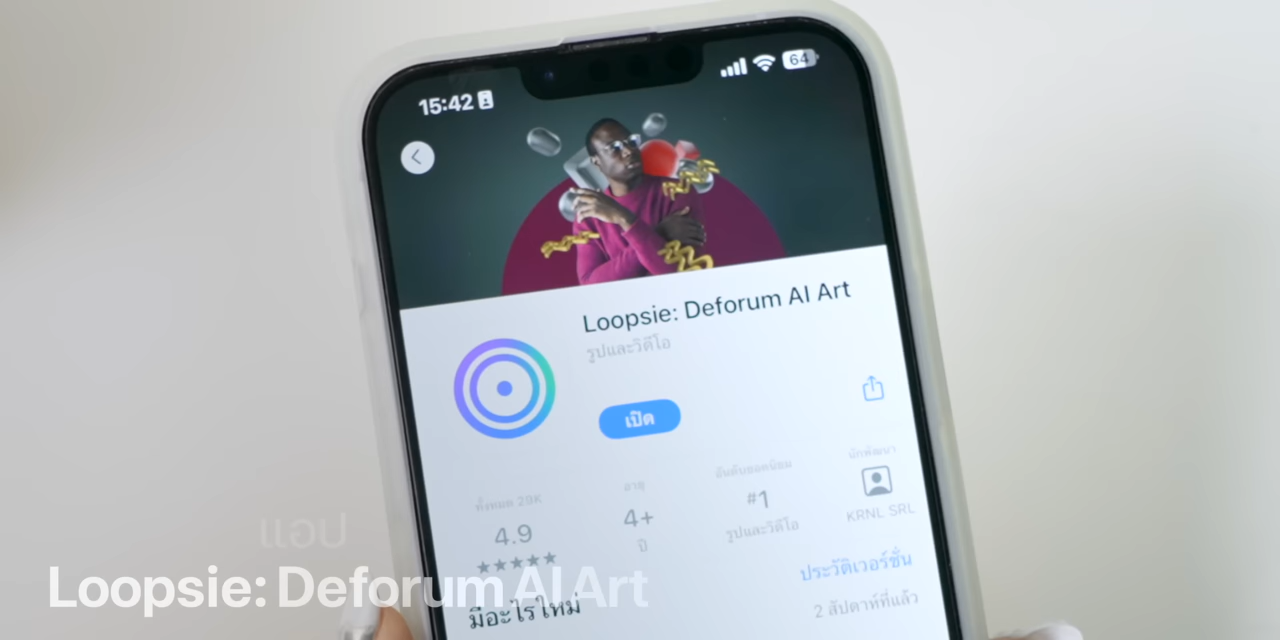 15:42
64
Loopsie: Deforum AI Art
รูปและวิดีโอ
เปิด
ทั้งหมด 29K
4.9
★★★★★
อายุ
4+
ปี
อันดับยอดนิยม
#1
รูปและวิดีโอ
นักพัฒนา
KRNL SRL
มีอะไรใหม่
ประวัติเวอร์ชั่น
2 สัปดาห์ที่แล้ว
แอป
Loopsie: Deforum AI Art